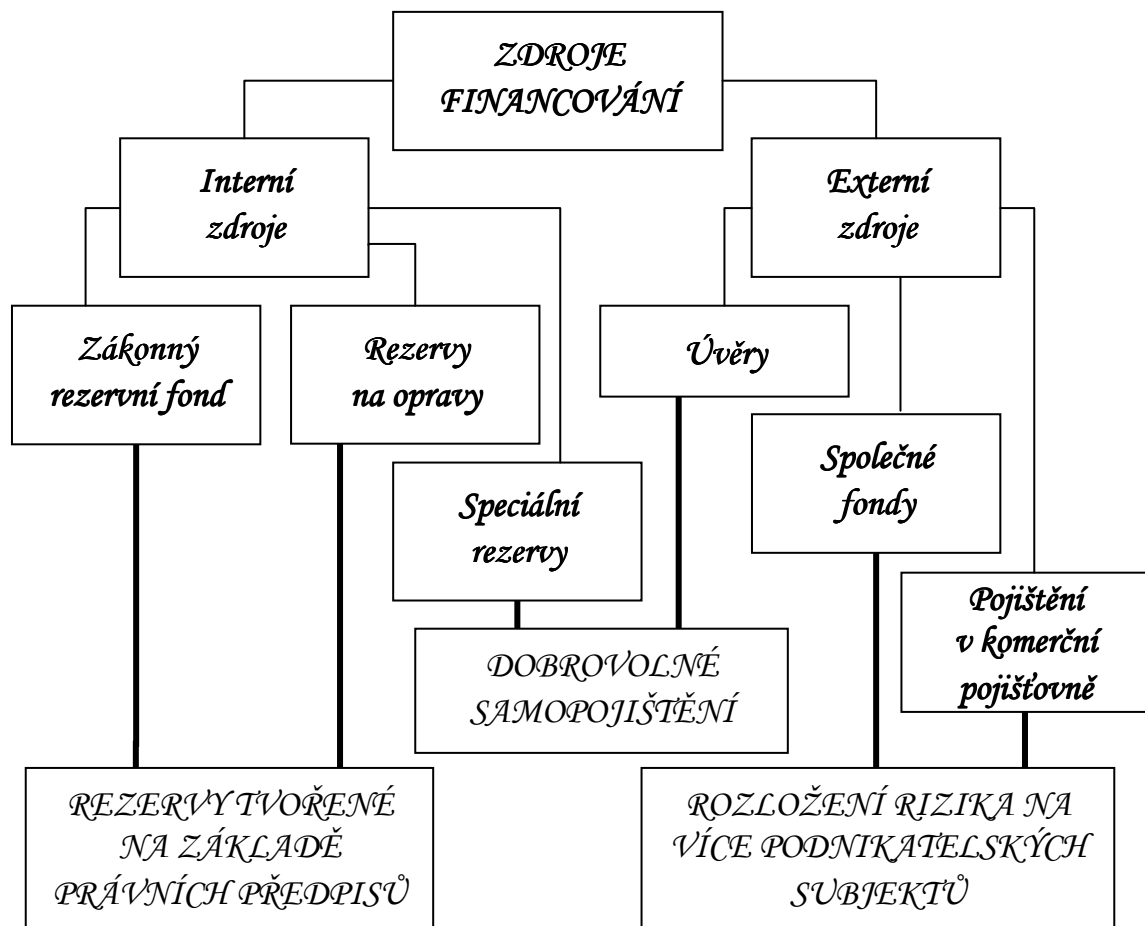 ZDROJE
FINANCOVÁNÍ
Interní
zdroje
Externí
zdroje
Zákonný
rezervní fond
Rezervy
na opravy
Úvěry
Společné
fondy
Speciální
rezervy
Pojištění
v komerční
pojišťovně
DOBROVOLNÉ
SAMOPOJIŠTĚNÍ
REZERVY TVOŘENÉ
NA ZÁKLADĚ
PRÁVNÍCH PŘEDPISŮ
ROZLOŽENÍ RIZIKA NA
VÍCE PODNIKATELSKÝCH
SUBJEKTŮ